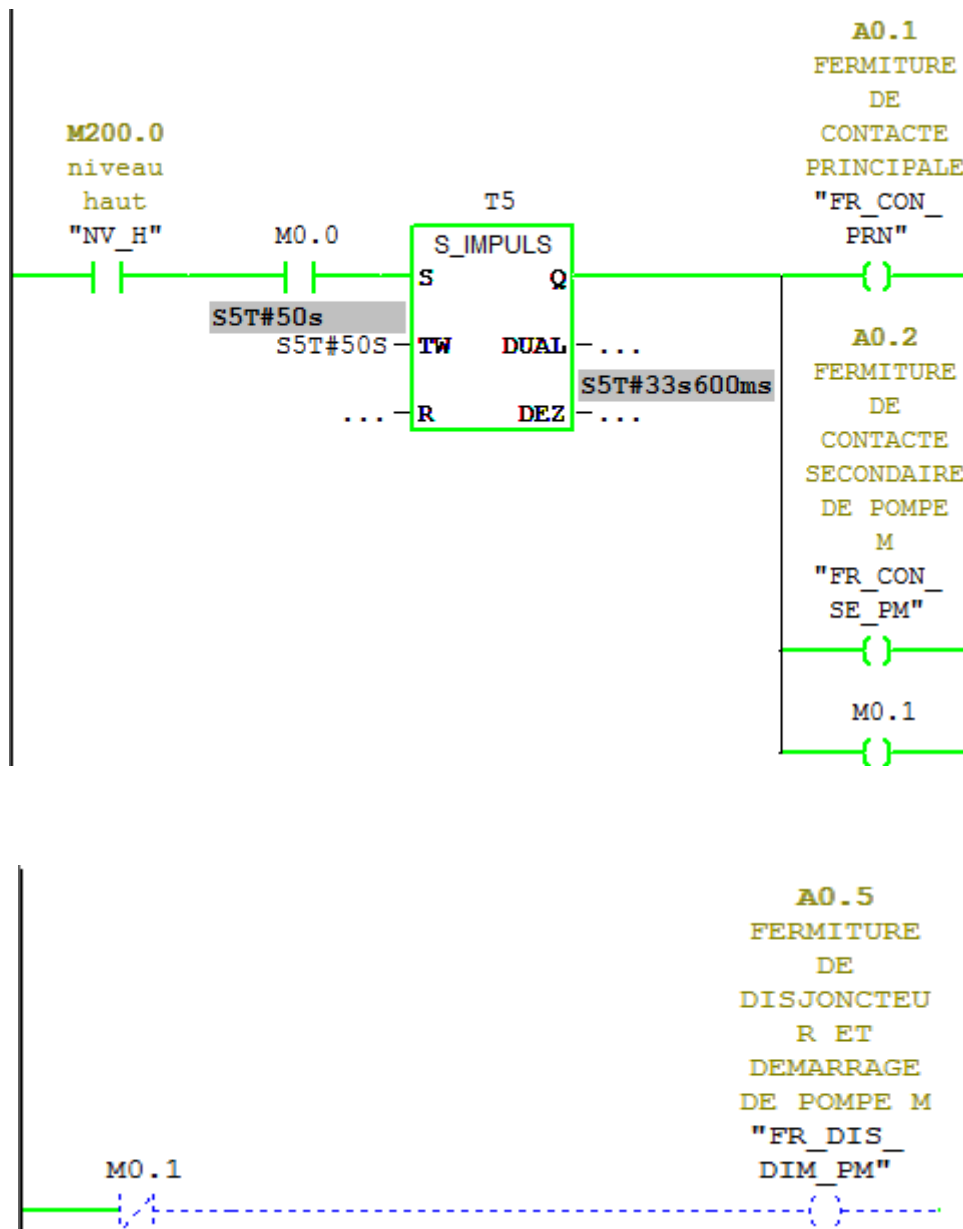 A0.1
FERMITURE
DE
CONTACTE
PRINCIPALE
"FR_CON_
PRN"
M200.0
niveau
haut
"NV_H"
M0.0
T5
S_IMPULS
S
Q
S5T#50s
S5T#50S
TW
DUAL
...
S5T#33s600ms
...
R
DEZ
...
A0.2
FERMITURE
DE
CONTACTE
SECONDAIRE
DE POMPE
M
"FR_CON_
SE_PM"
M0.1
A0.5
FERMITURE
DE
DISJONCTEU
R ET
DEMARRAGE
DE POMPE M
"FR_DIS_
DIM_PM"
M0.1